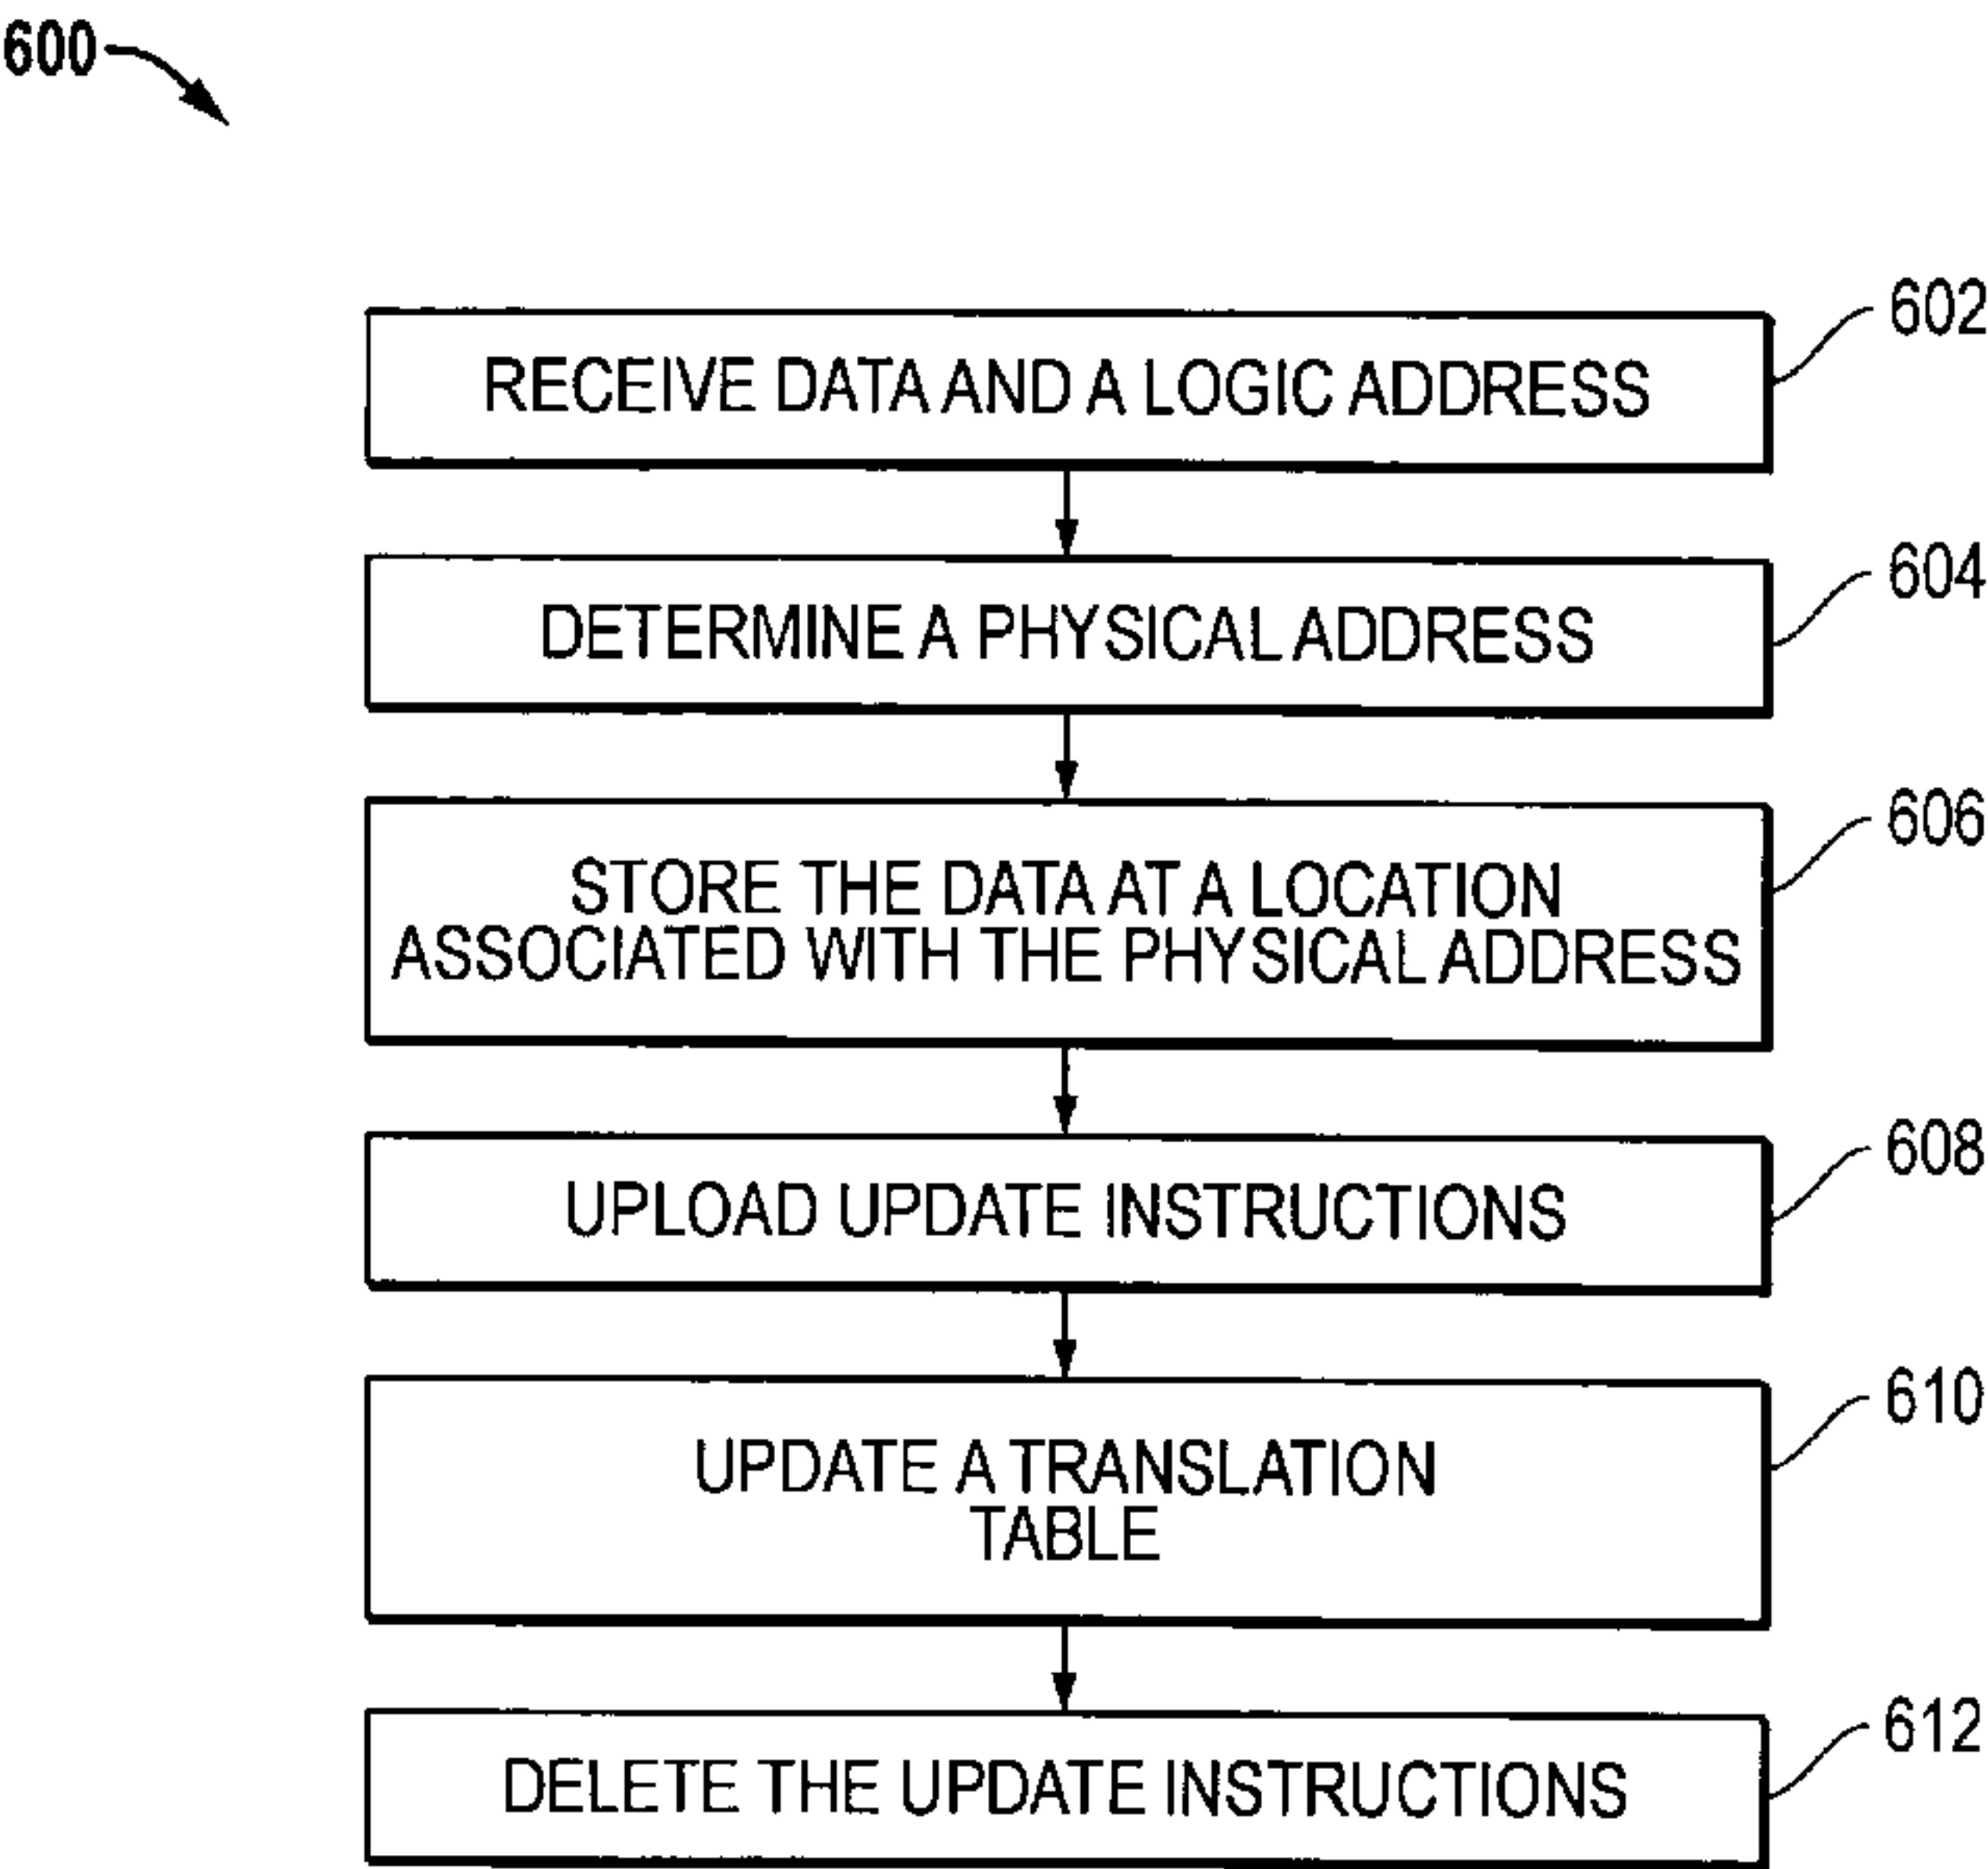 600
602
RECEIVE DATA AND A LOGIC ADDRESS
604
DETERMINE A PHYSICAL ADDRESS
606
STORE THE DATA AT A LOCATION
ASSOCIATED WITH THE PHYSICAL ADDRESS
608
UPLOAD UPDATE INSTRUCTIONS
610
UPDATE A TRANSLATION
TABLE
612
DELETE THE UPDATE INSTRUCTIONS